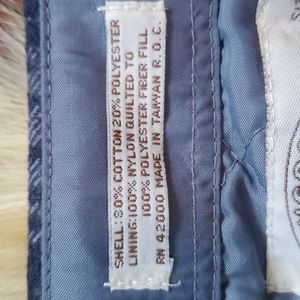 SHELL: 80% COTTON 20% POLYESTER
LINING: 100% NYLON QUILTED TO
100% POLYESTER FIBER FILL
RN 42000 MADE IN TAIWAN R.O.C.